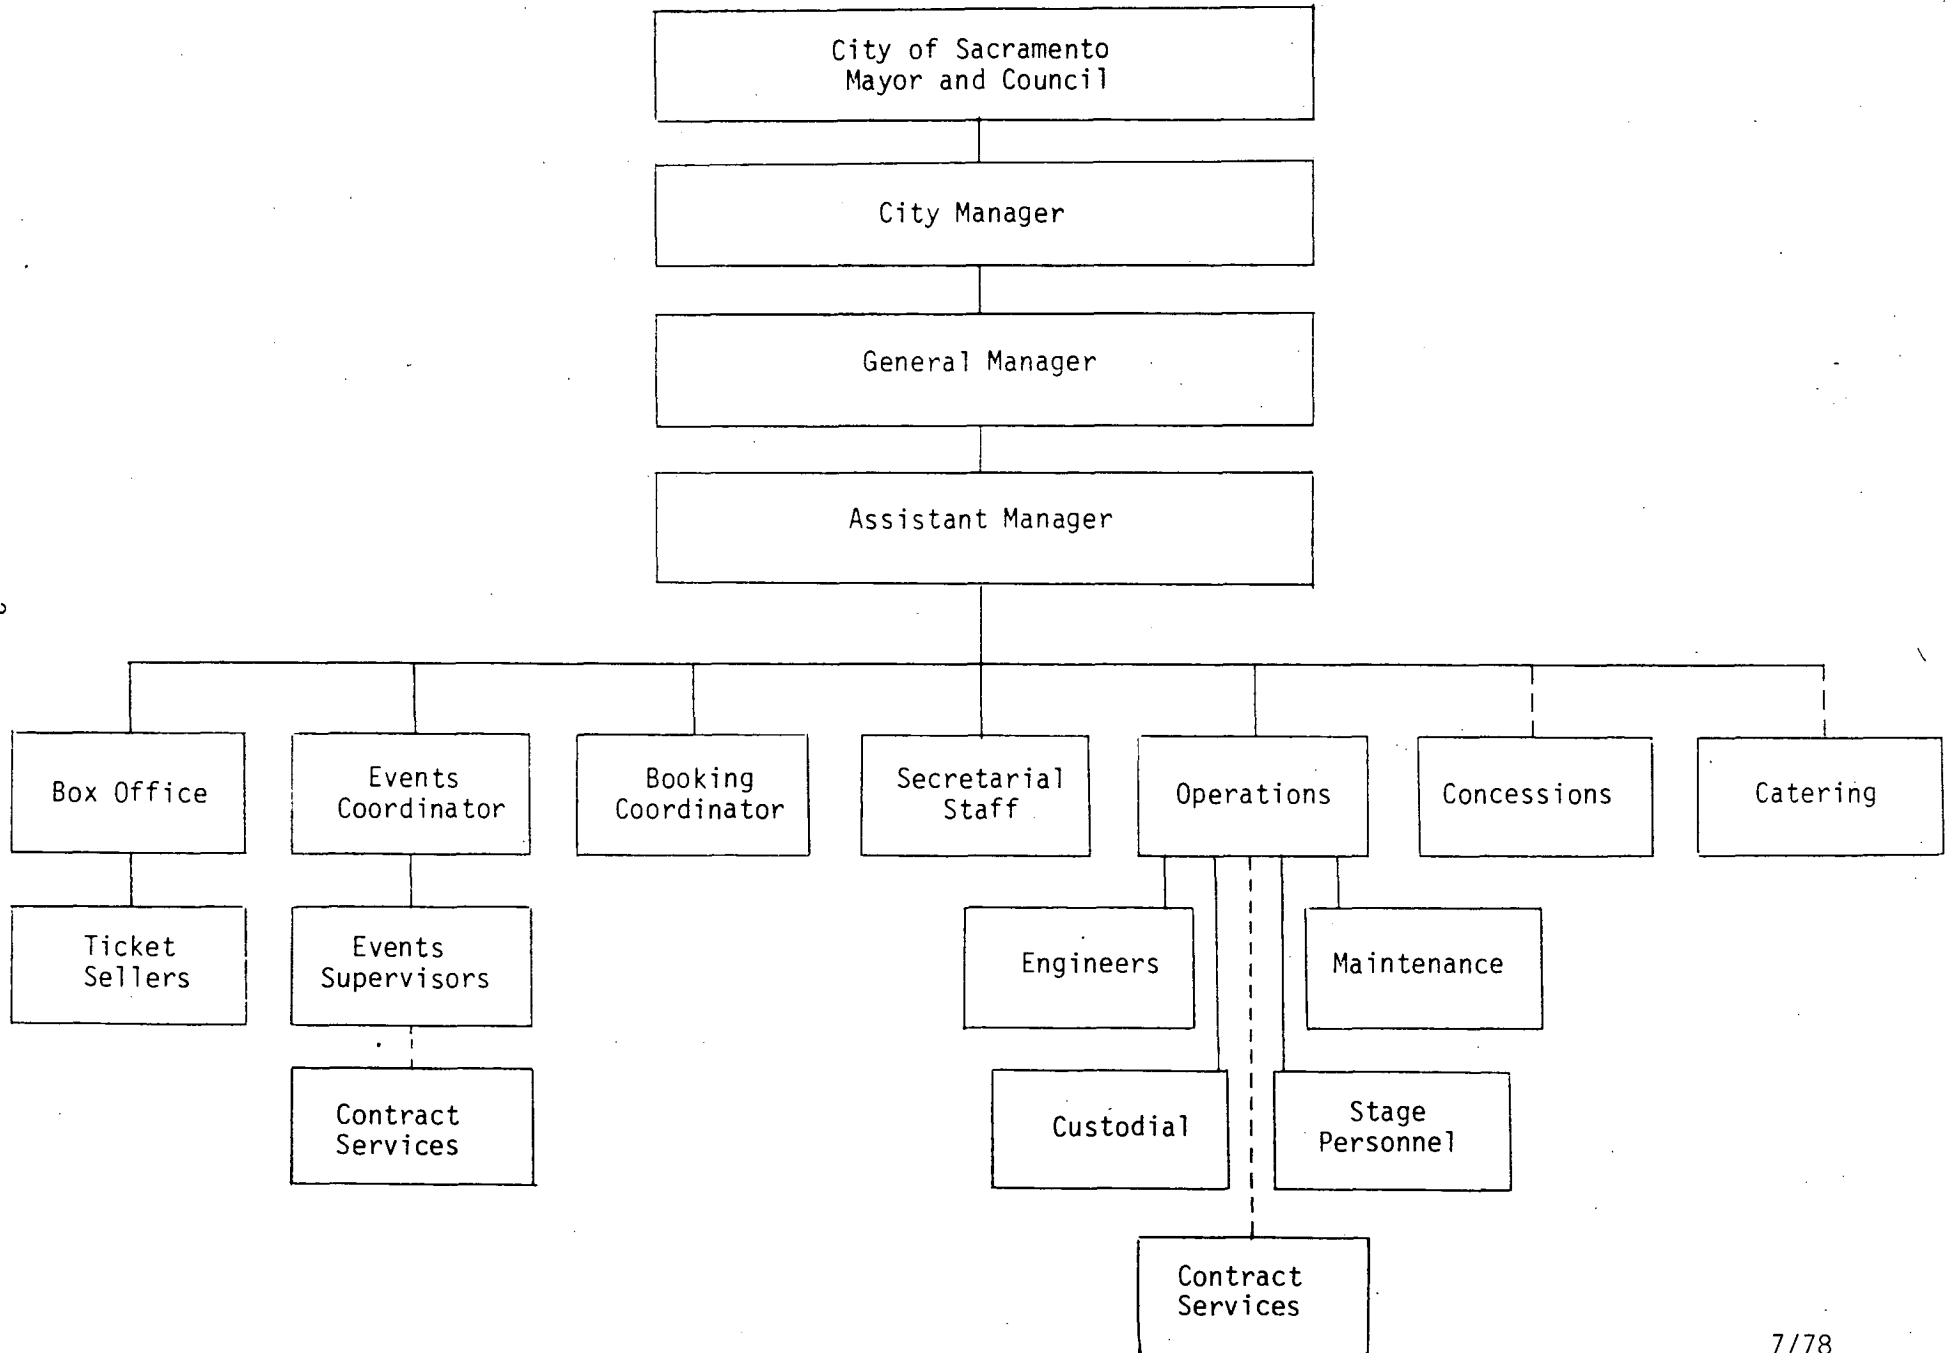 City of Sacramento
Mayor and Council
City Manager
General Manager
Assistant Manager
Box Office
Events
Coordinator
Booking
Coordinator
Secretarial
Staff
Operations
Concessions
Catering
Ticket
Sellers
Events
Supervisors
Engineers
Maintenance
Contract
Services
Custodial
Stage
Personnel
Contract
Services
7/78